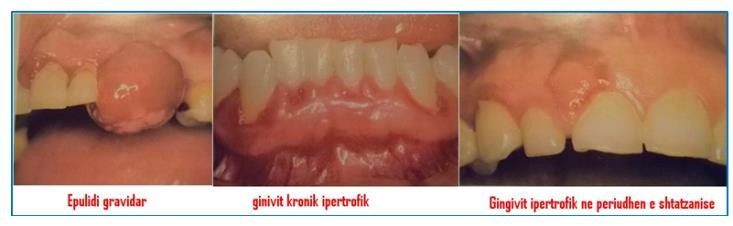 Epulidi gravidar
ginivit kronik ipertrofik
Gingivit ipertrofik ne periudhen e shtatzanise